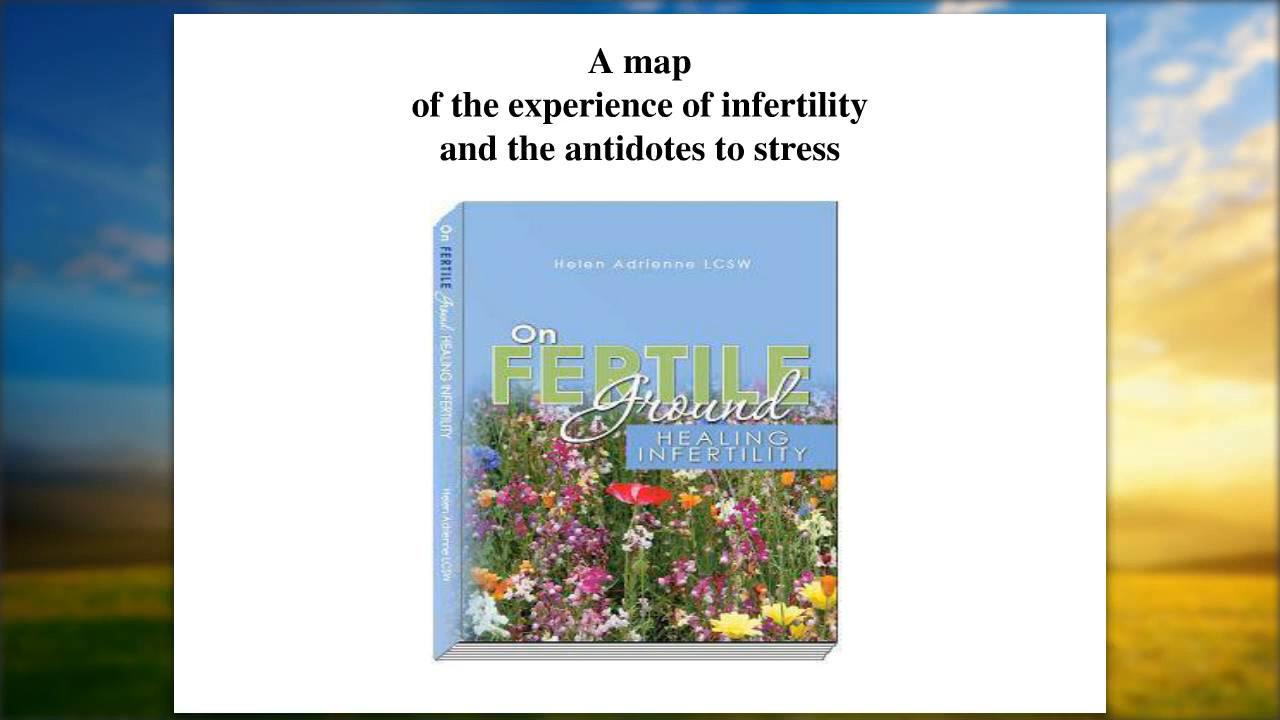 A map
of the experience of infertility
and the antidotes to stress
Helen Adrienne LCSW
On
FERTILE
Ground
HEALING
INFERTILITY
On FERTILE Ground HEALING INFERTILITY
Helen Adrienne LCSW